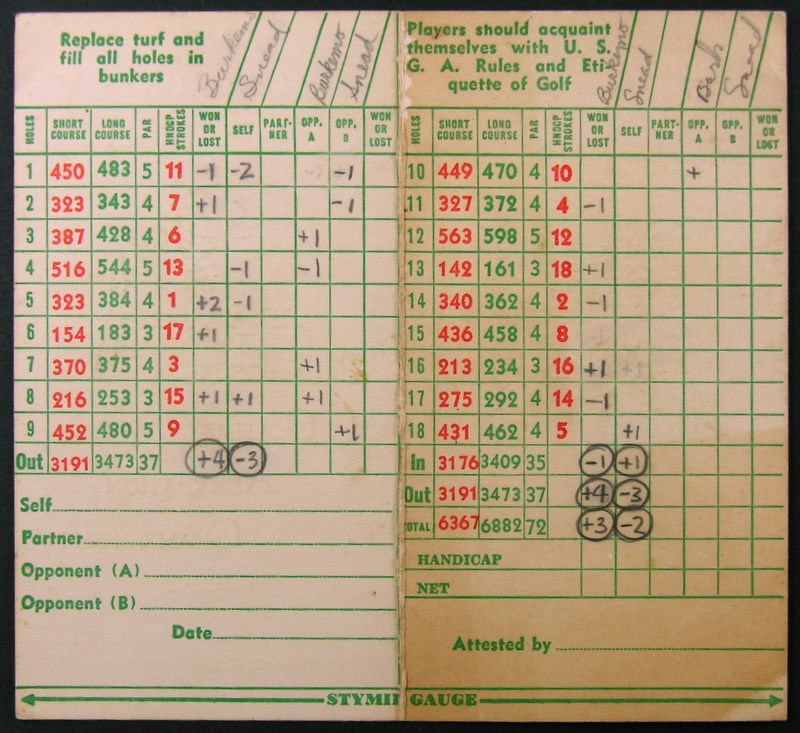 Replace turf and
fill all holes in
bunkers
Burkemo Snead Burkemo Snead
HOLES SHORT COURSE LONG COURSE PAR HNDCP STROKES WON OR LOST SELF PART-NER OPP. A OPP. B WON OR LOST
1 450 483 5 11 -1 -2 -1
2 323 343 4 7 +1 -1
3 387 428 4 6 +1
4 516 544 5 13 -1 -1
5 323 384 4 1 +2 -1
6 154 183 3 17 +1
7 370 375 4 3 +1
8 216 253 3 15 +1 +1 +1
9 452 480 5 9 +1
Out 3191 3473 37 +4 -3
Self
Partner
Opponent (A)
Opponent (B)
Date
Players should acquaint
themselves with U. S.
G. A. Rules and Eti-
quette of Golf
Burkemo Snead Burk Snead
HOLES SHORT COURSE LONG COURSE PAR HNDCP STROKES WON OR LOST SELF PART-NER OPP. A OPP. B WON OR LOST
10 449 470 4 10 +
11 327 372 4 4 -1
12 563 598 5 12
13 142 161 3 18 +1
14 340 362 4 2 -1
15 436 458 4 8
16 213 234 3 16 +1 +1
17 275 292 4 14 -1
18 431 462 4 5 +1
In 3176 3409 35 -1 +1
Out 3191 3473 37 +4 -3
TOTAL 6367 6882 72 +3 -2
HANDICAP
NET
Attested by
STYMIE GAUGE